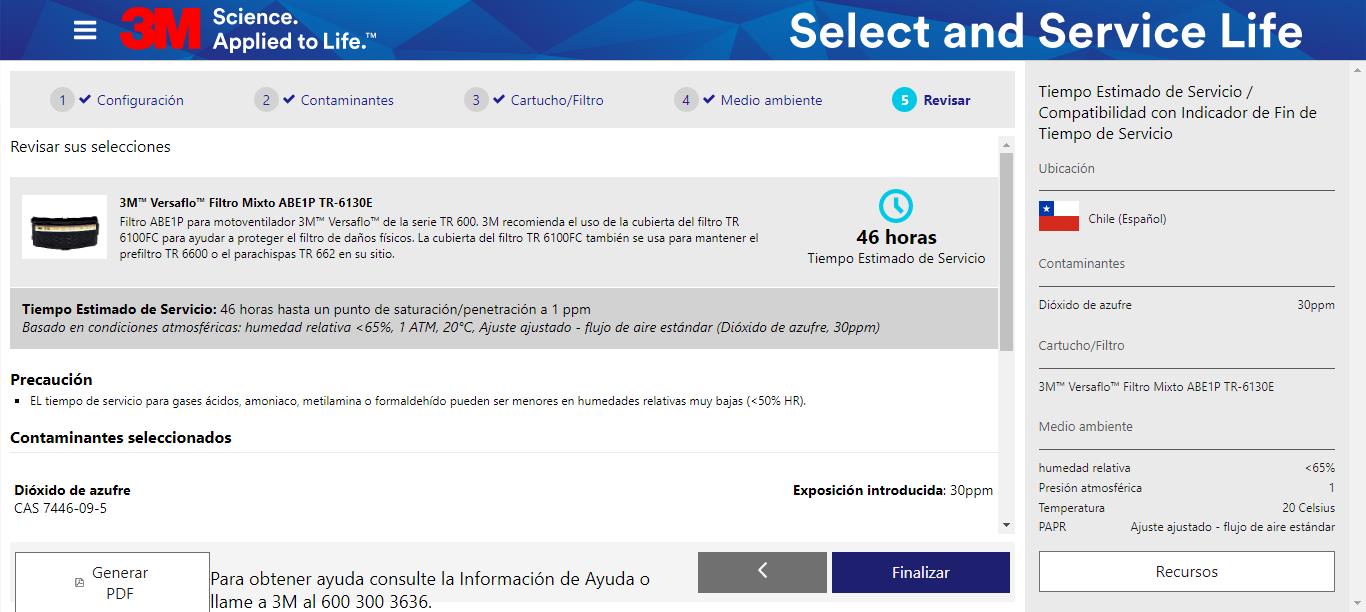 3M Science.
Applied to Life.™
Select and Service Life
1 Configuración
2 Contaminantes
3 Cartucho/Filtro
4 Medio ambiente
5 Revisar
Revisar sus selecciones
3M™ Versaflo™ Filtro Mixto ABE1P TR-6130E
Filtro ABE1P para motoventilador 3M™ Versaflo™ de la serie TR 600. 3M recomienda el uso de la cubierta del filtro TR
6100FC para ayudar a proteger el filtro de daños físicos. La cubierta del filtro TR 6100FC también se usa para mantener el
prefiltro TR 6600 o el parachispas TR 662 en su sitio.
46 horas
Tiempo Estimado de Servicio
Tiempo Estimado de Servicio: 46 horas hasta un punto de saturación/penetración a 1 ppm
Basado en condiciones atmosféricas: humedad relativa <65%, 1 ATM, 20°C, Ajuste ajustado - flujo de aire estándar (Dióxido de azufre, 30ppm)
Precaución
▪ EL tiempo de servicio para gases ácidos, amoniaco, metilamina o formaldehído pueden ser menores en humedades relativas muy bajas (<50% HR).
Contaminantes seleccionados
Dióxido de azufre
CAS 7446-09-5
Exposición introducida: 30ppm
Generar
PDF
Para obtener ayuda consulte la Información de Ayuda o
llame a 3M al 600 300 3636.
Finalizar
Tiempo Estimado de Servicio /
Compatibilidad con Indicador de Fin de
Tiempo de Servicio
Ubicación
Chile (Español)
Contaminantes
Dióxido de azufre 30ppm
Cartucho/Filtro
3M™ Versaflo™ Filtro Mixto ABE1P TR-6130E
Medio ambiente
humedad relativa <65%
Presión atmosférica 1
Temperatura 20 Celsius
PAPR Ajuste ajustado - flujo de aire estándar
Recursos